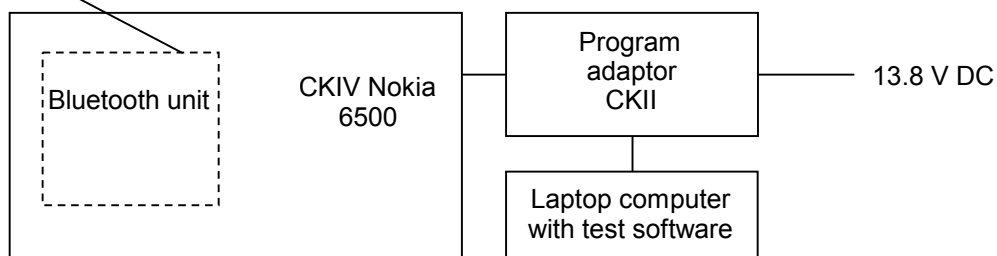 Bluetooth unit
CKIV Nokia
6500
Program
adaptor
CKII
13.8 V DC
Laptop computer
with test software